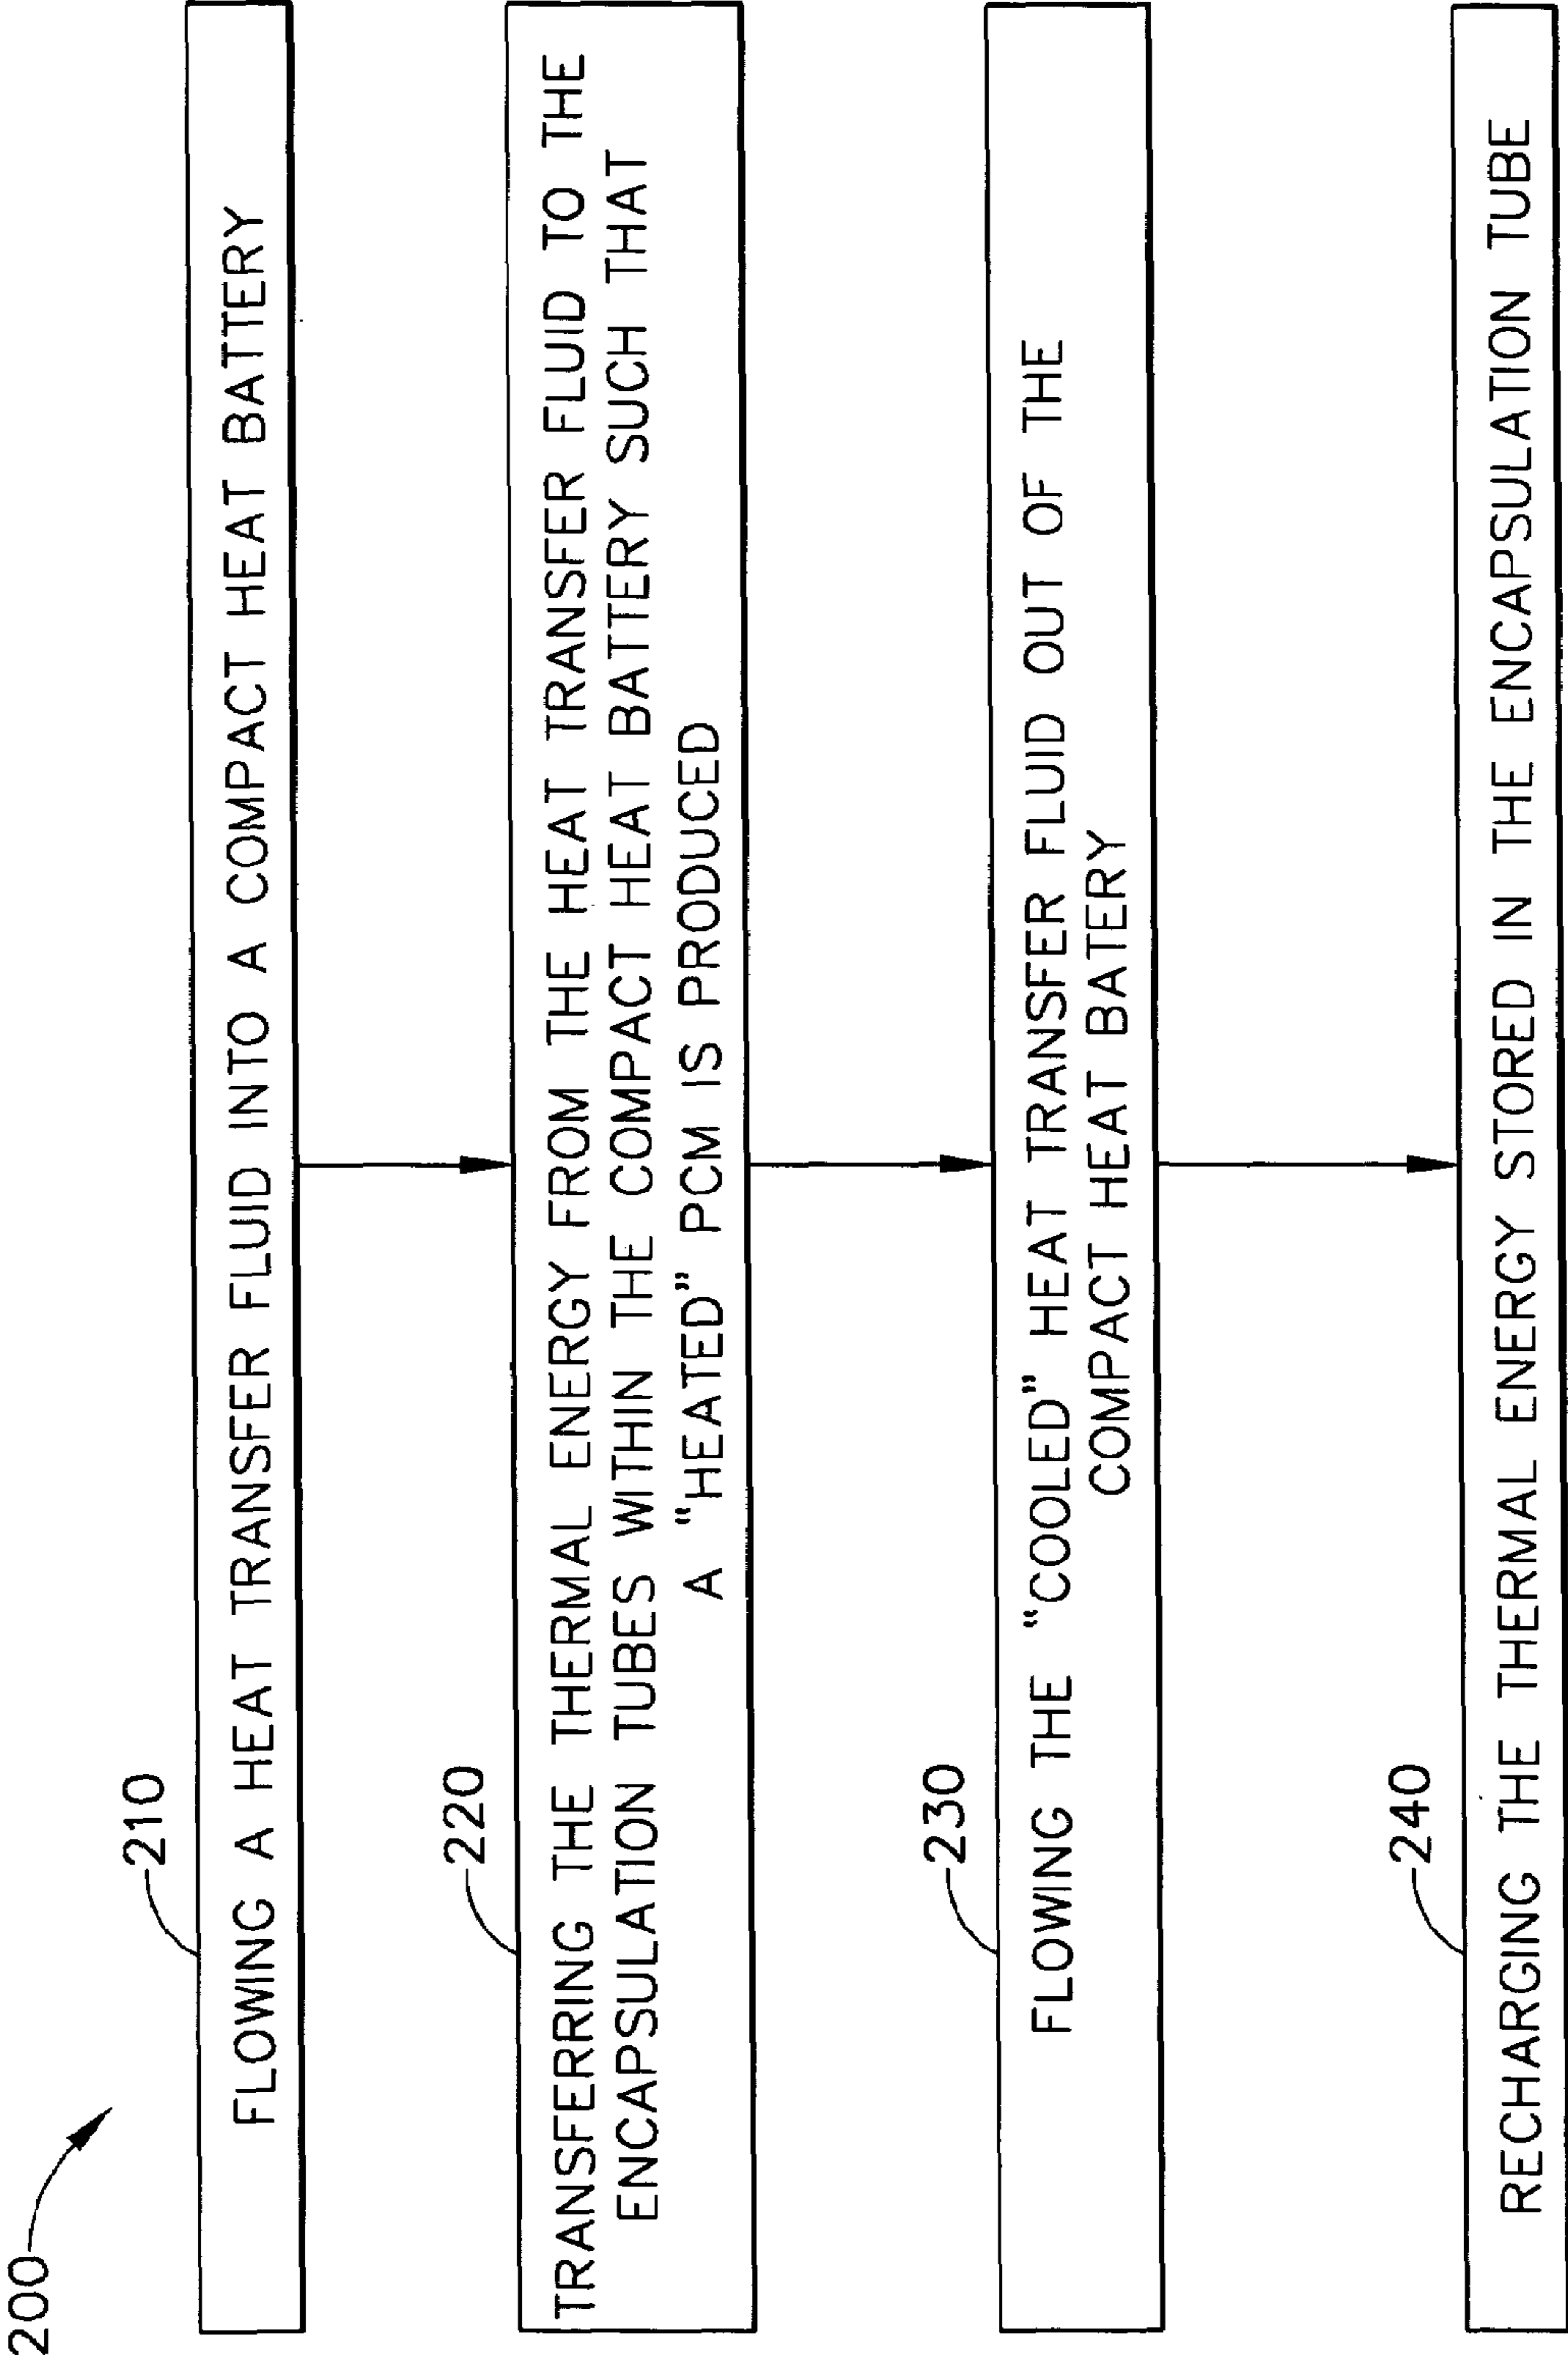 200
210
FLOWING A HEAT TRANSFER FLUID INTO A COMPACT HEAT BATTERY
220
TRANSFERRING THE THERMAL ENERGY FROM THE HEAT TRANSFER FLUID TO THE
ENCAPSULATION TUBES WITHIN THE COMPACT HEAT BATTERY SUCH THAT
A “HEATED” PCM IS PRODUCED
230
FLOWING THE “COOLED” HEAT TRANSFER FLUID OUT OF THE
COMPACT HEAT BATERY
240
RECHARGING THE THERMAL ENERGY STORED IN THE ENCAPSULATION TUBE